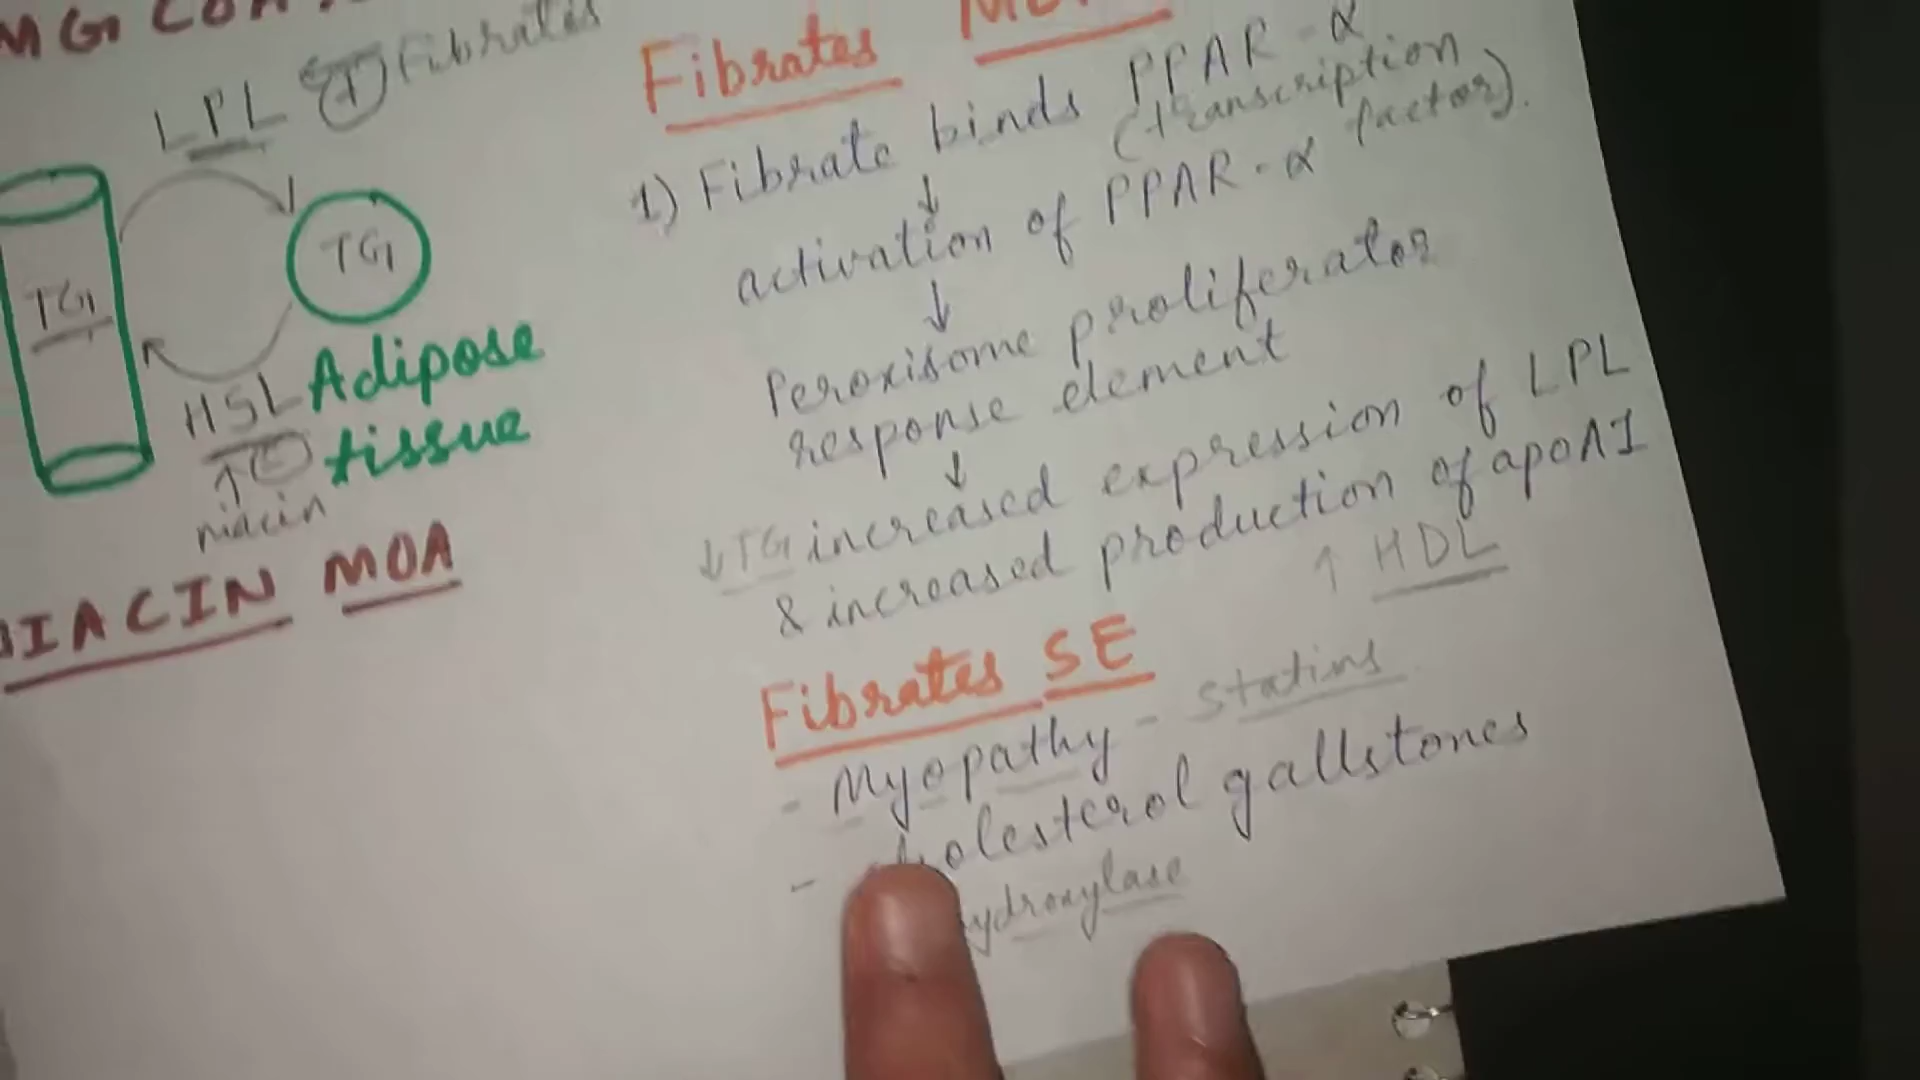 LPL + Fibrates
TG
TG
HSL
Adipose
tissue
niacin
NIACIN MOA
Fibrates
1) Fibrate binds PPAR-α
(transcription
factor).
↓
activation of PPAR-α
↓
Peroxisome proliferator
response element
↓
↓TG increased expression of LPL
& increased production of apoAI
↑ HDL
Fibrates SE
- Myopathy - statins
- cholesterol gallstones